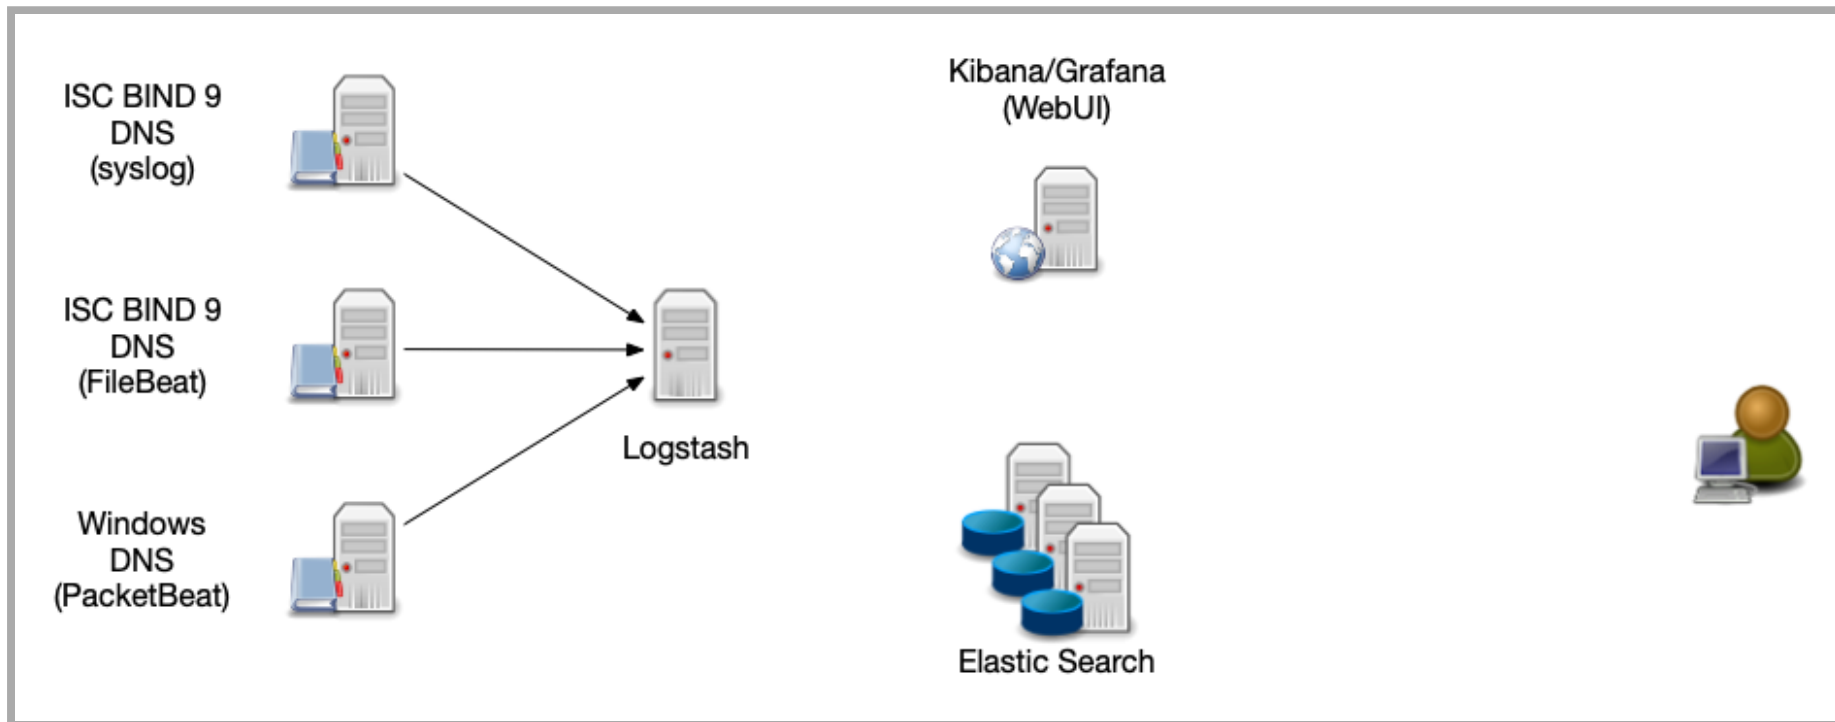 ISC BIND 9
DNS
(syslog)
Kibana/Grafana
(WebUI)
ISC BIND 9
DNS
(FileBeat)
Logstash
Windows
DNS
(PacketBeat)
Elastic Search